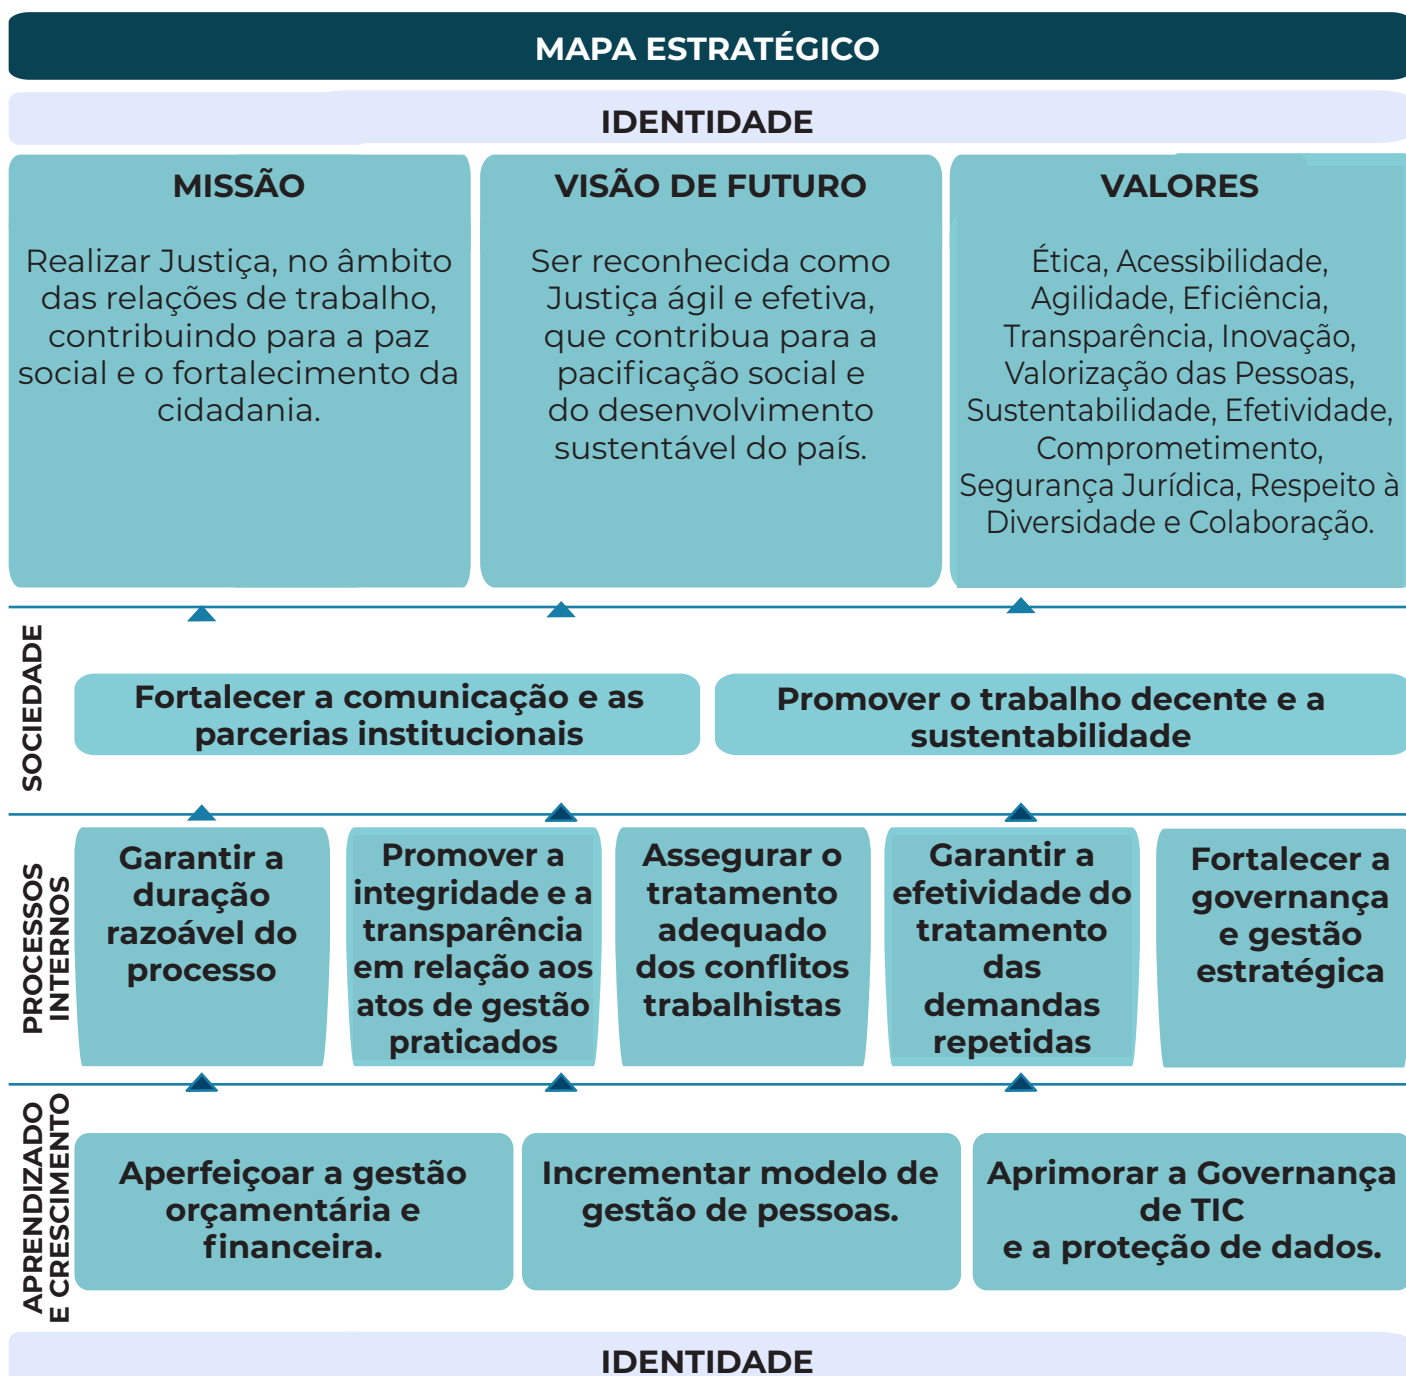 MAPA ESTRATÉGICO
IDENTIDADE
MISSÃO
Realizar Justiça, no âmbito
das relações de trabalho,
contribuindo para a paz
social e o fortalecimento da
cidadania.
VISÃO DE FUTURO
Ser reconhecida como
Justiça ágil e efetiva,
que contribua para a
pacificação social e
do desenvolvimento
sustentável do país.
VALORES
Ética, Acessibilidade,
Agilidade, Eficiência,
Transparência, Inovação,
Valorização das Pessoas,
Sustentabilidade, Efetividade,
Comprometimento,
Segurança Jurídica, Respeito à
Diversidade e Colaboração.
SOCIEDADE
Fortalecer a comunicação e as
parcerias institucionais
Promover o trabalho decente e a
sustentabilidade
PROCESSOS
INTERNOS
Garantir a
duração
razoável do
processo
Promover a
integridade e a
transparência
em relação aos
atos de gestão
praticados
Assegurar o
tratamento
adequado
dos conflitos
trabalhistas
Garantir a
efetividade do
tratamento
das
demandas
repetidas
Fortalecer a
governança
e gestão
estratégica
APRENDIZADO
E CRESCIMENTO
Aperfeiçoar a gestão
orçamentária e
financeira.
Incrementar modelo de
gestão de pessoas.
Aprimorar a Governança
de TIC
e a proteção de dados.
IDENTIDADE